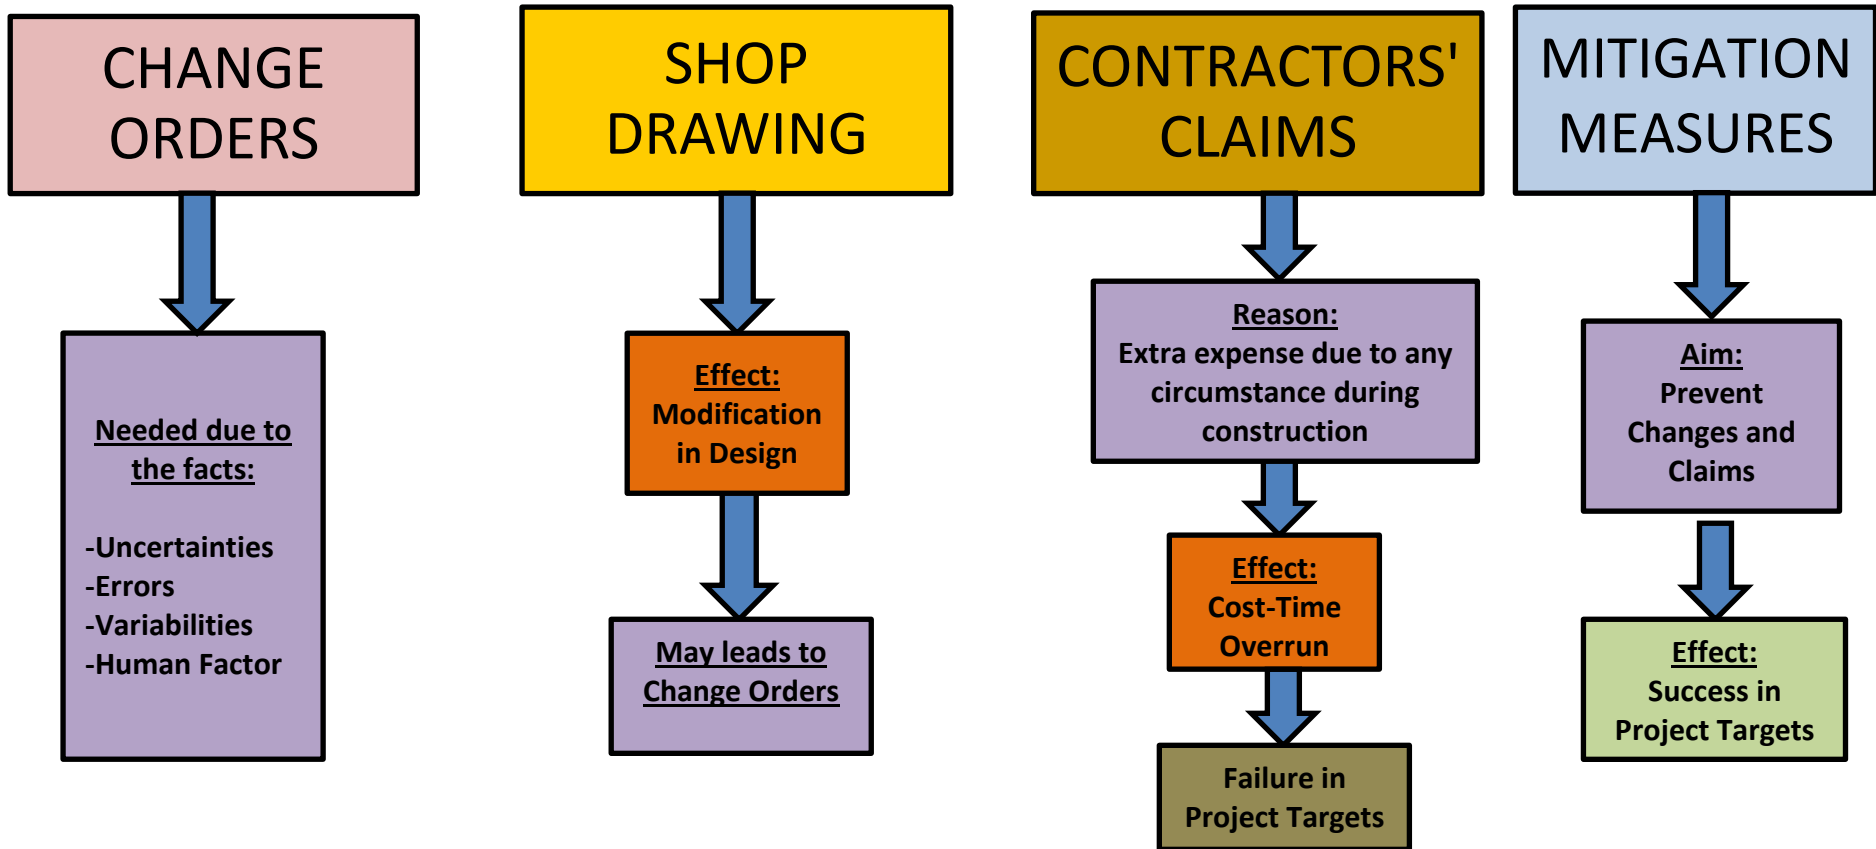 CHANGE
ORDERS
Needed due to
the facts:
-Uncertainties
-Errors
-Variabilities
-Human Factor
SHOP
DRAWING
Effect:
Modification
in Design
May leads to
Change Orders
CONTRACTORS'
CLAIMS
Reason:
Extra expense due to any
circumstance during
construction
Effect:
Cost-Time
Overrun
Failure in
Project Targets
MITIGATION
MEASURES
Aim:
Prevent
Changes and
Claims
Effect:
Success in
Project Targets